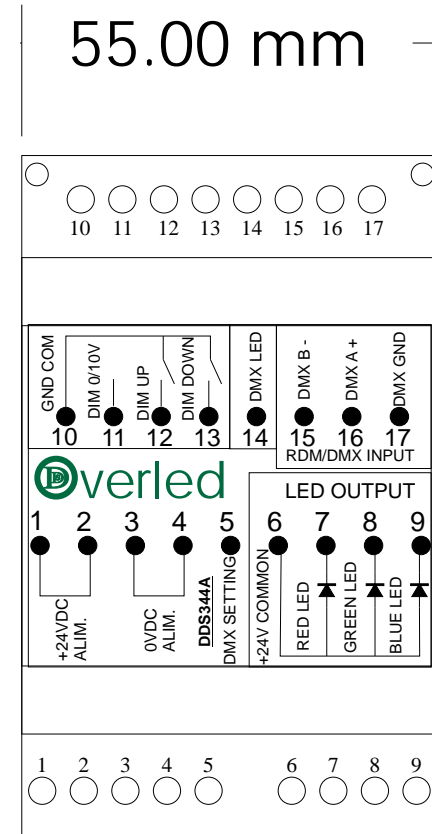 55.00 mm
10 11 12 13 14 15 16 17
GND COM
DIM 0/10V
DIM UP
DIM DOWN
DMX LED
DMX B -
DMX A +
DMX GND
10 11 12 13 14 15 16 17
RDM/DMX INPUT
Dverled
LED OUTPUT
1 2 3 4 5 6 7 8 9
+24VDC
ALIM.
0VDC
ALIM.
DDS344A
DMX SETTING
+24V COMMON
RED LED
GREEN LED
BLUE LED
1 2 3 4 5 6 7 8 9